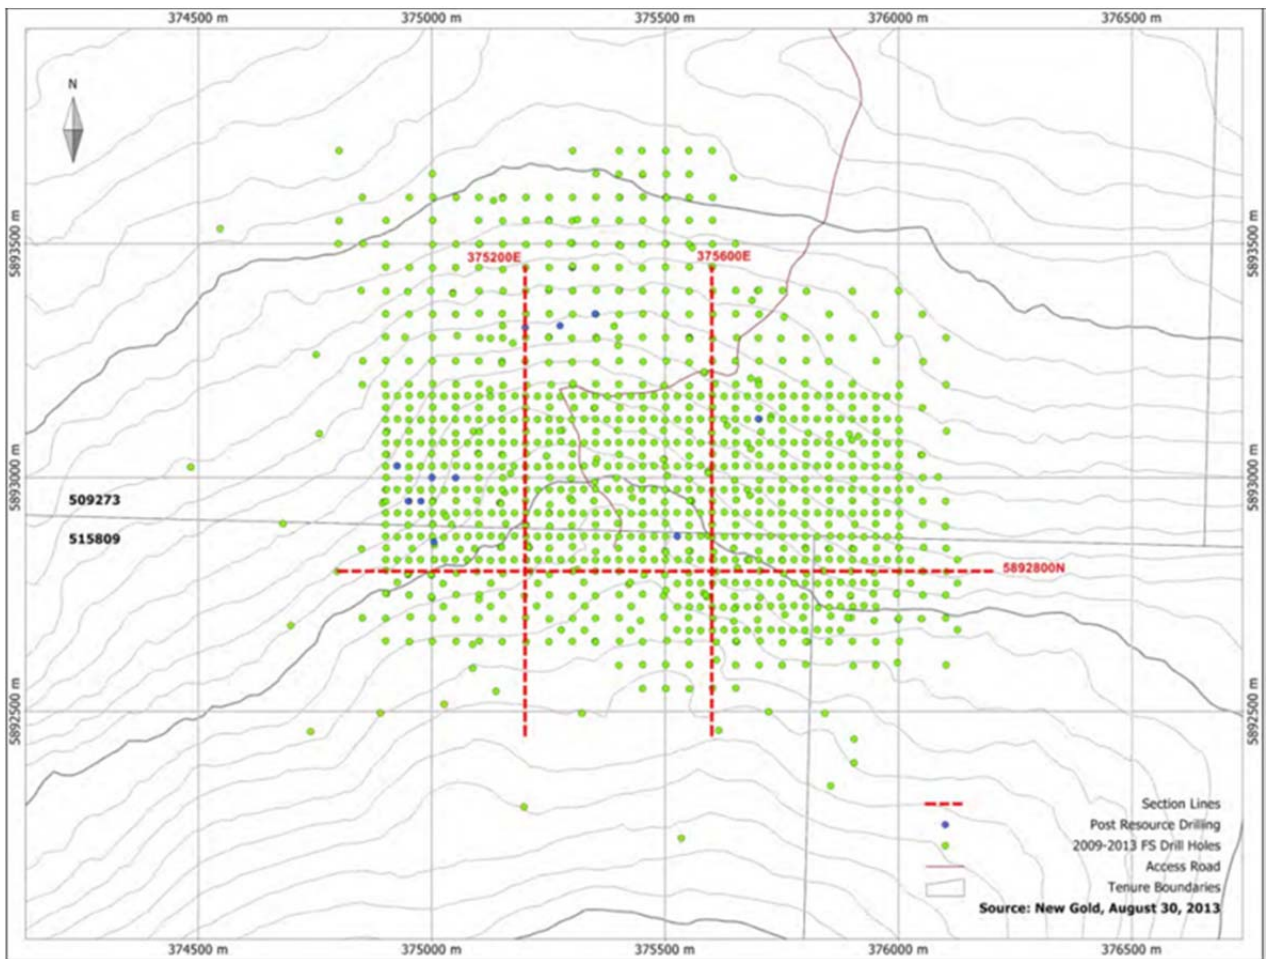 374500 m
375000 m
375500 m
376000 m
376500 m
N
5893500 m
5893500 m
375200E
375600E
5893000 m
5893000 m
509273
515809
5892800N
5892500 m
5892500 m
Section Lines
Post Resource Drilling
2009-2013 FS Drill Holes
Access Road
Tenure Boundaries
Source: New Gold, August 30, 2013
374500 m
375000 m
375500 m
376000 m
376500 m